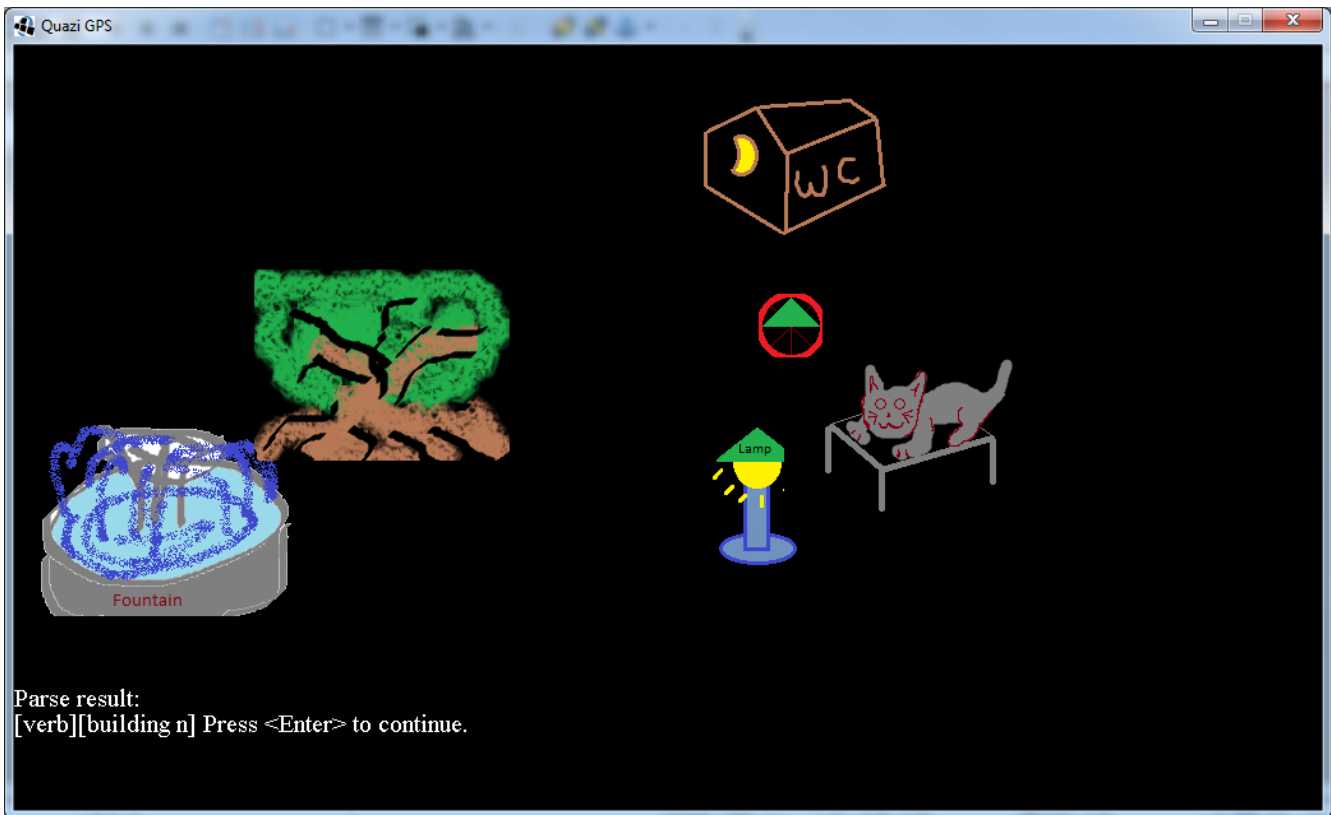 Quazi GPS
WC
Lamp
Fountain
Parse result:
[verb][building n] Press <Enter> to continue.